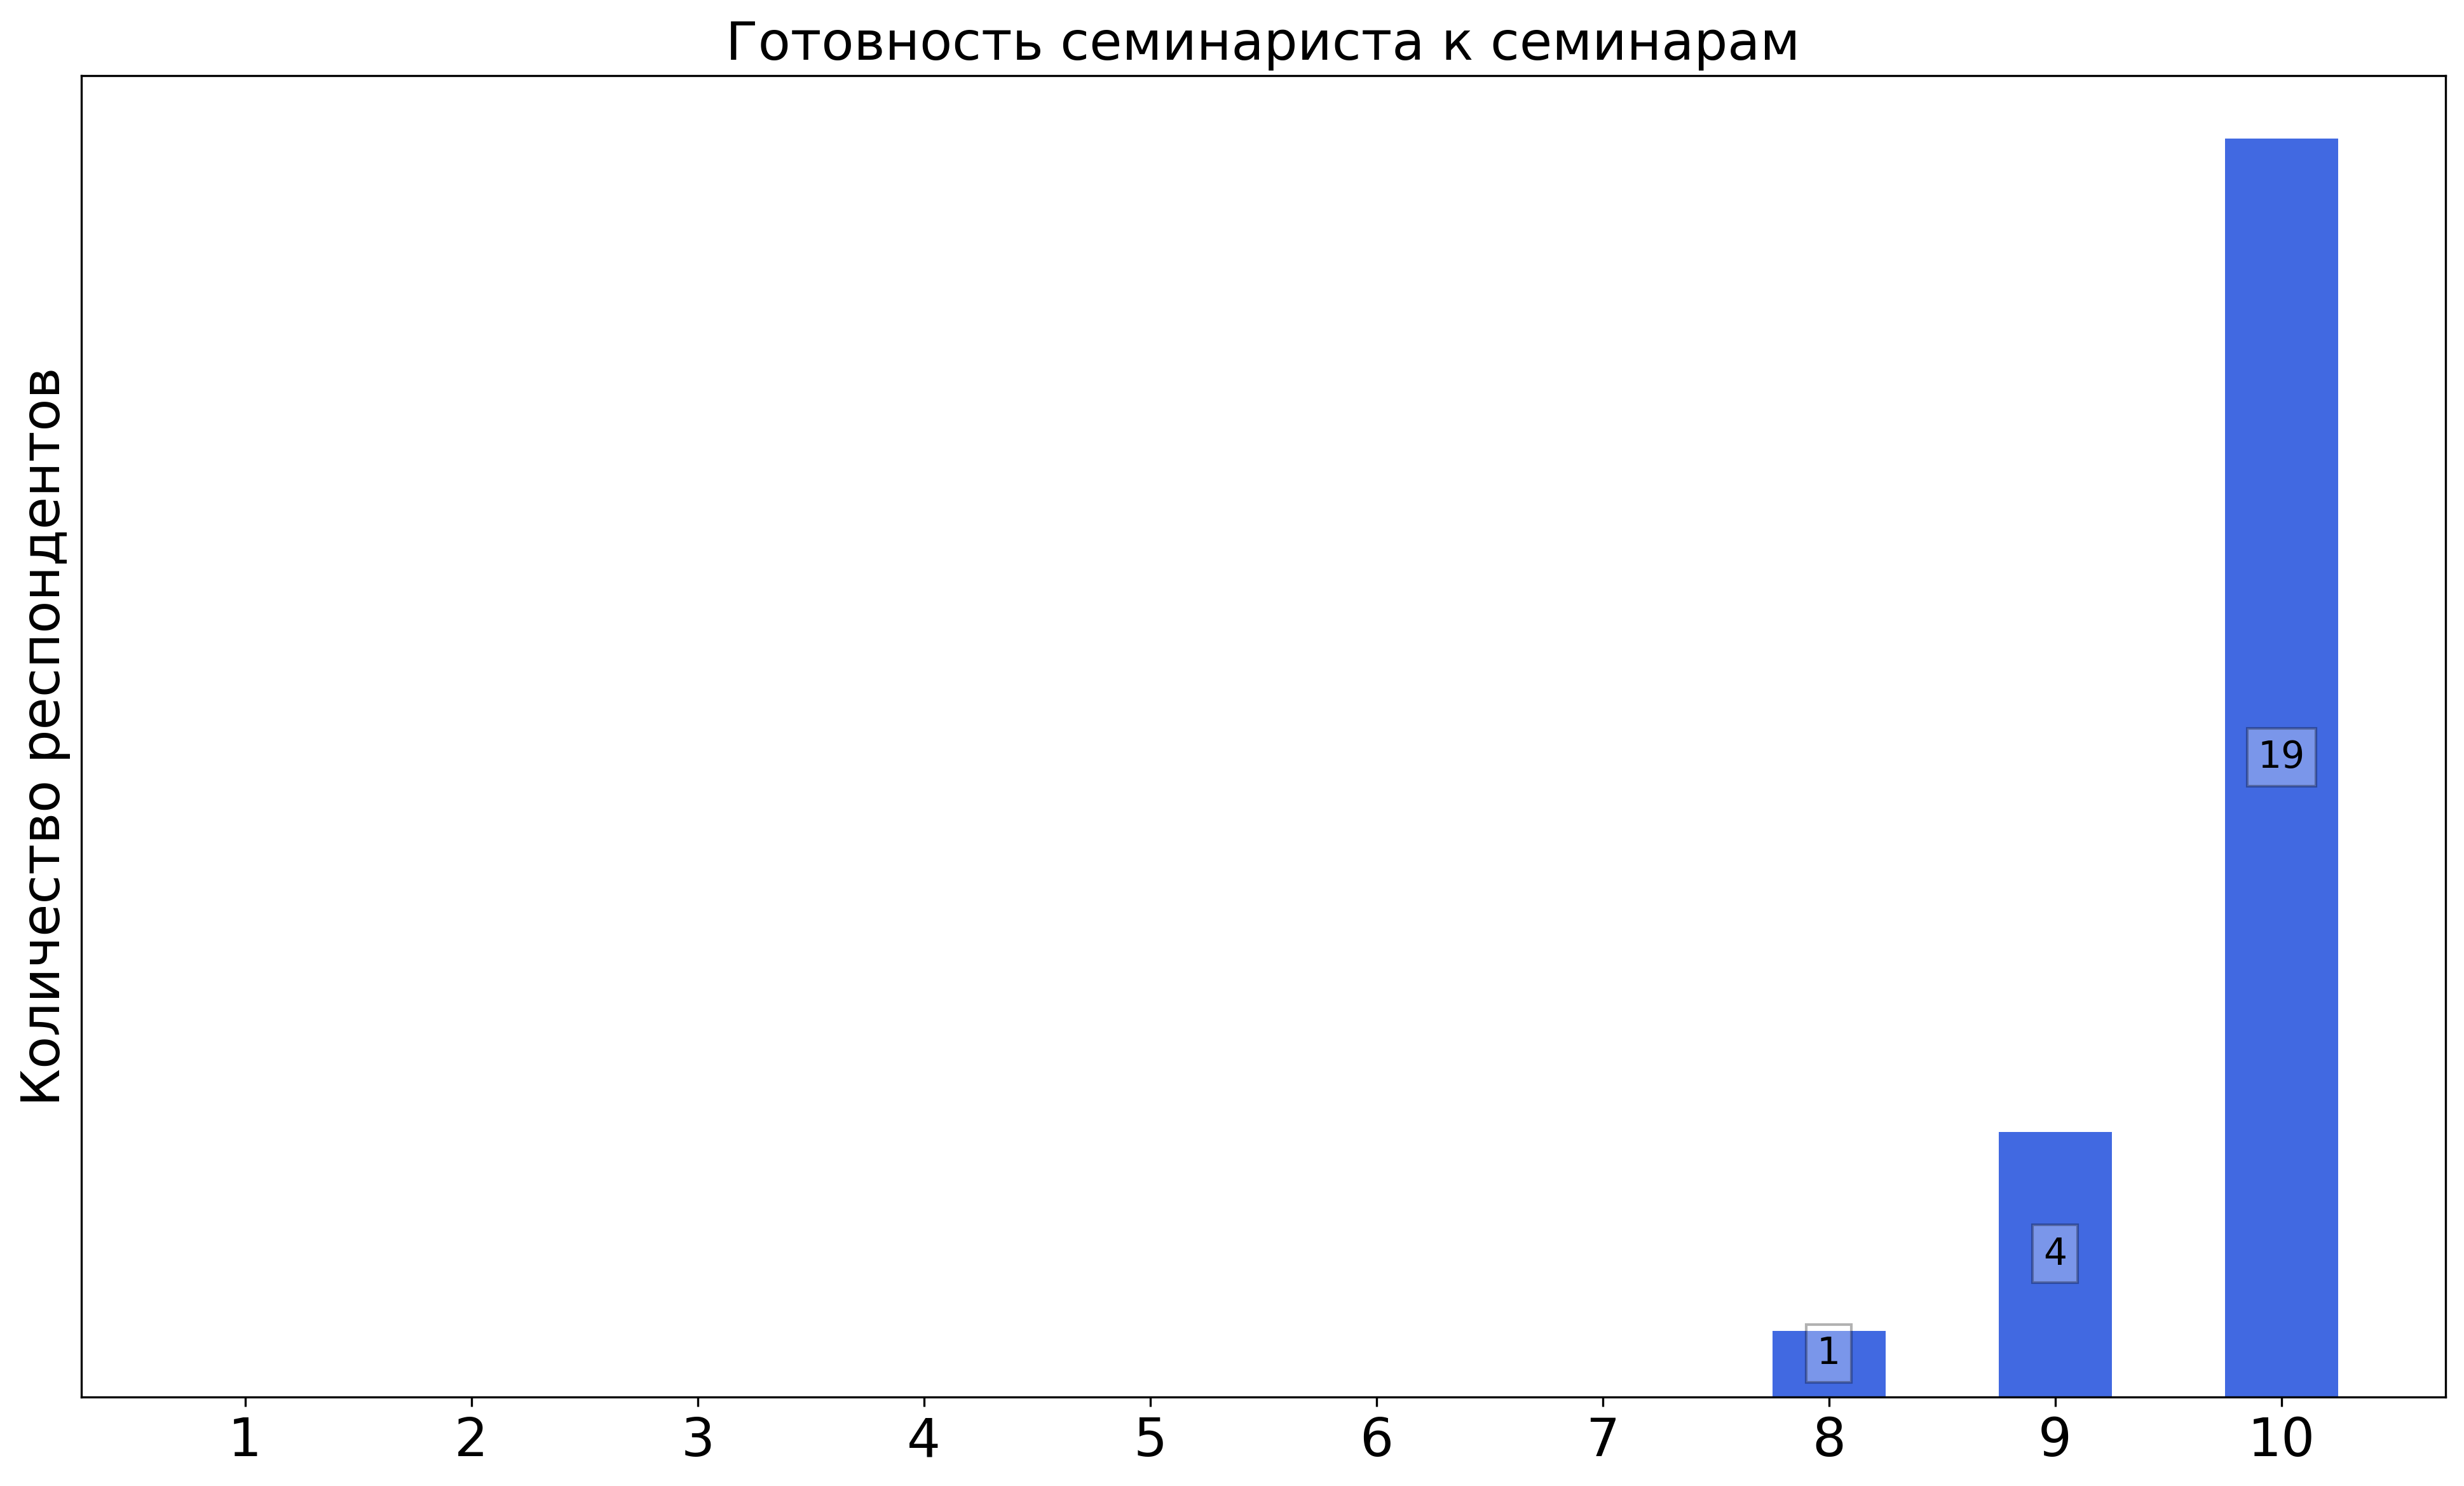 Готовность семинариста к семинарам
Количество респондентов
19
4
1
1 2 3 4 5 6 7 8 9 10